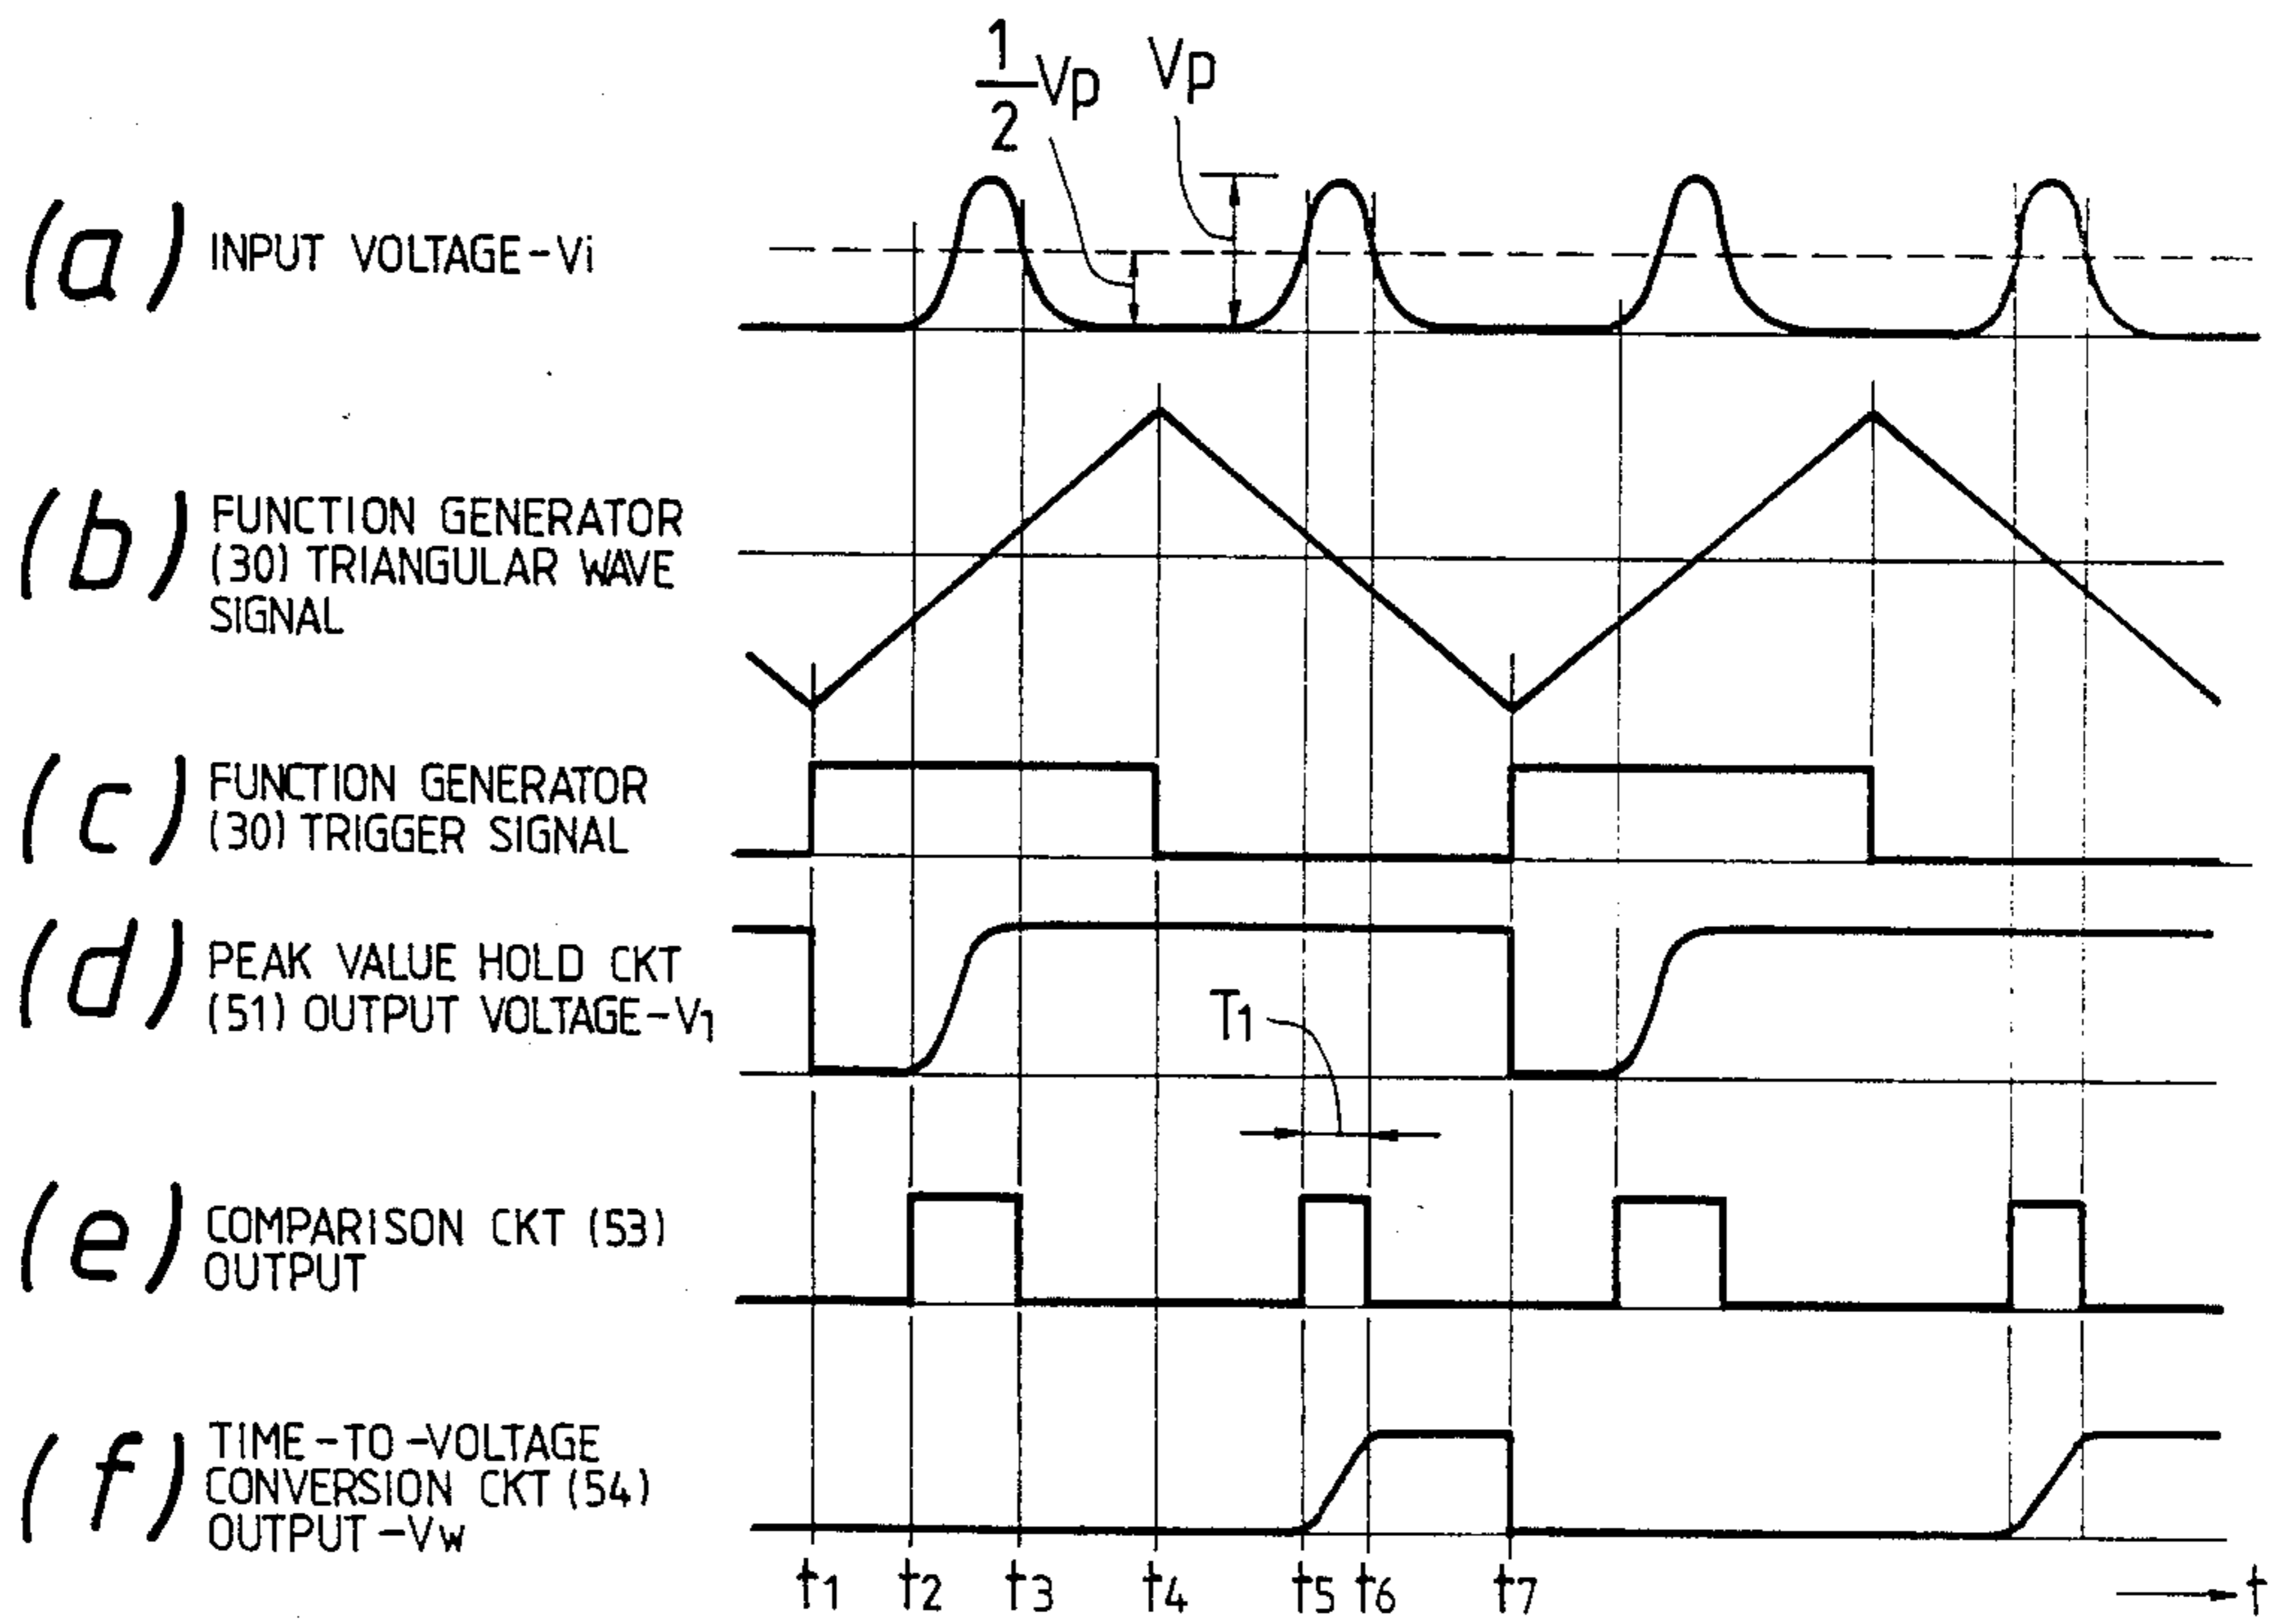 1/2 Vp Vp
(a) INPUT VOLTAGE-Vi
(b) FUNCTION GENERATOR
(30) TRIANGULAR WAVE
SIGNAL
(c) FUNCTION GENERATOR
(30) TRIGGER SIGNAL
(d) PEAK VALUE HOLD CKT
(51) OUTPUT VOLTAGE-V1
T1
(e) COMPARISON CKT (53)
OUTPUT
(f) TIME-TO-VOLTAGE
CONVERSION CKT (54)
OUTPUT-Vw
t1 t2 t3 t4 t5 t6 t7 t